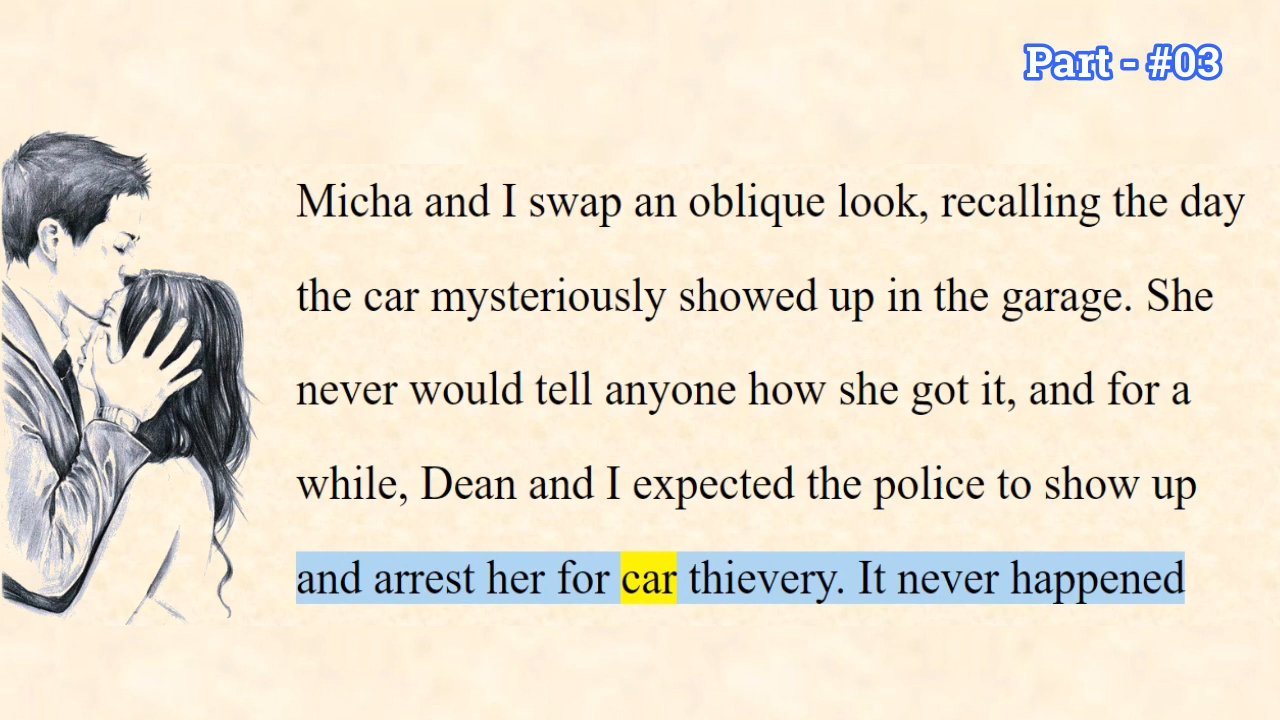 Part - #03
Micha and I swap an oblique look, recalling the day
the car mysteriously showed up in the garage. She
never would tell anyone how she got it, and for a
while, Dean and I expected the police to show up
and arrest her for car thievery. It never happened